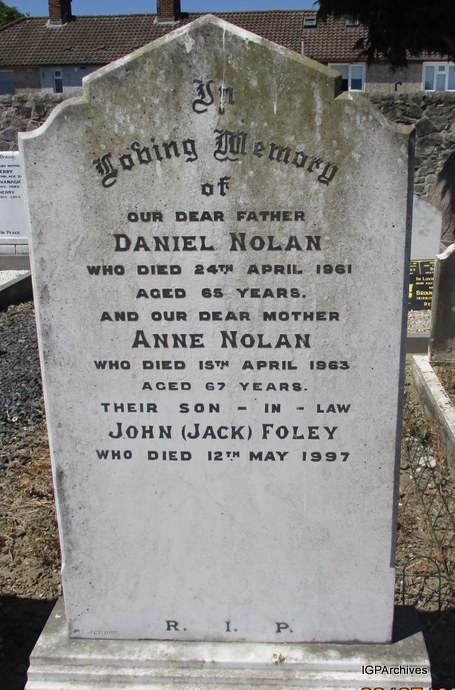 In
Loving Memory
of
OUR DEAR FATHER
DANIEL NOLAN
WHO DIED 24TH APRIL 1961
AGED 65 YEARS.
AND OUR DEAR MOTHER
ANNE NOLAN
WHO DIED 15TH APRIL 1963
AGED 67 YEARS.
THEIR SON - IN - LAW
JOHN (JACK) FOLEY
WHO DIED 12TH MAY 1997
R. I. P.
IGPArchives